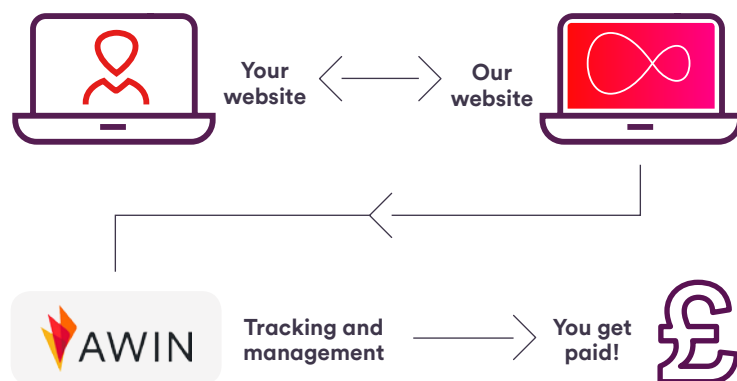 Your
website
Our
website
AWIN
Tracking and
management
You get
paid!
£